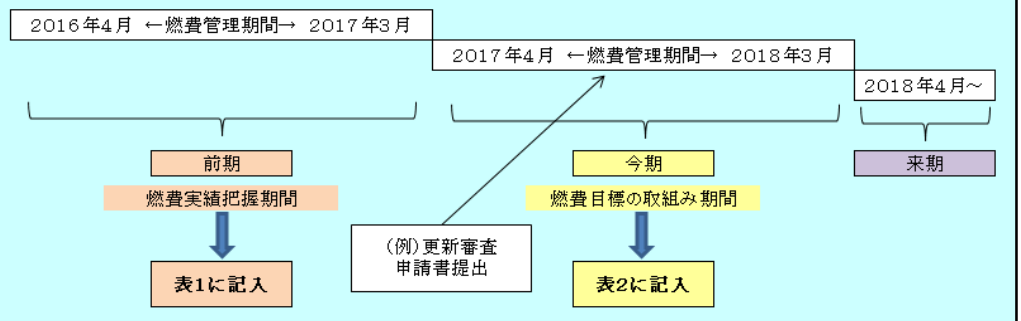 ２０１６年４月 ←燃費管理期間→ ２０１７年３月
２０１７年４月 ←燃費管理期間→ ２０１８年３月
２０１８年４月～
前期
今期
来期
燃費実績把握期間
燃費目標の取組み期間
（例）更新審査
申請書提出
表1に記入
表2に記入